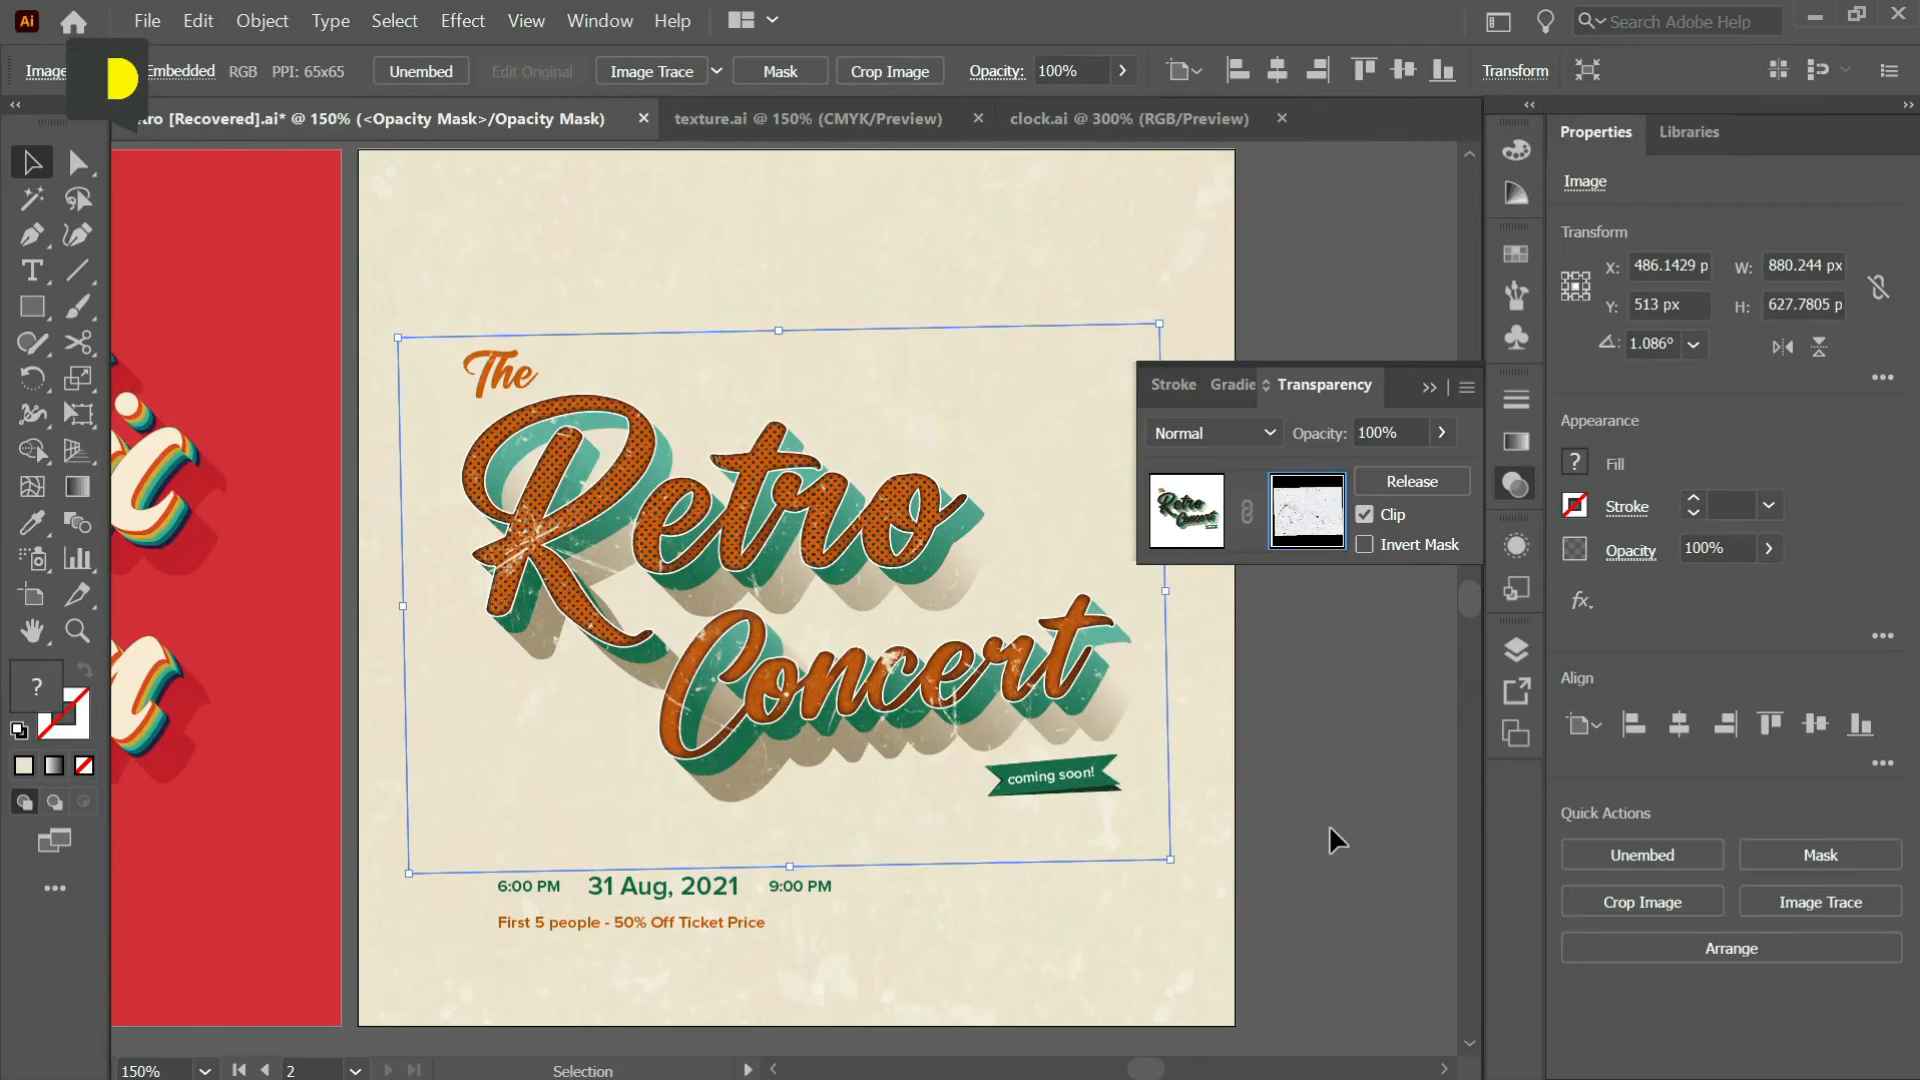 Ai File Edit Object Type Select Effect View Window Help Search Adobe Help
Image Embedded RGB PPI: 65x65 Unembed Edit Original Image Trace Mask Crop Image Opacity: 100% Transform
D
tro [Recovered].ai* @ 150% (<Opacity Mask>/Opacity Mask) texture.ai @ 150% (CMYK/Preview) clock.ai @ 300% (RGB/Preview)
Properties Libraries
Image
Transform
X: 486.1429 p W: 880.244 px
Y: 513 px H: 627.7805 p
1.086°
Appearance
? Fill
Stroke
Opacity 100%
fx.
Align
Quick Actions
Unembed Mask
Crop Image Image Trace
Arrange
Stroke Gradie Transparency
Normal Opacity: 100%
Release
Clip
Invert Mask
The
Retro
Concert
coming soon!
6:00 PM 31 Aug, 2021 9:00 PM
First 5 people - 50% Off Ticket Price
?
150% 2 Selection